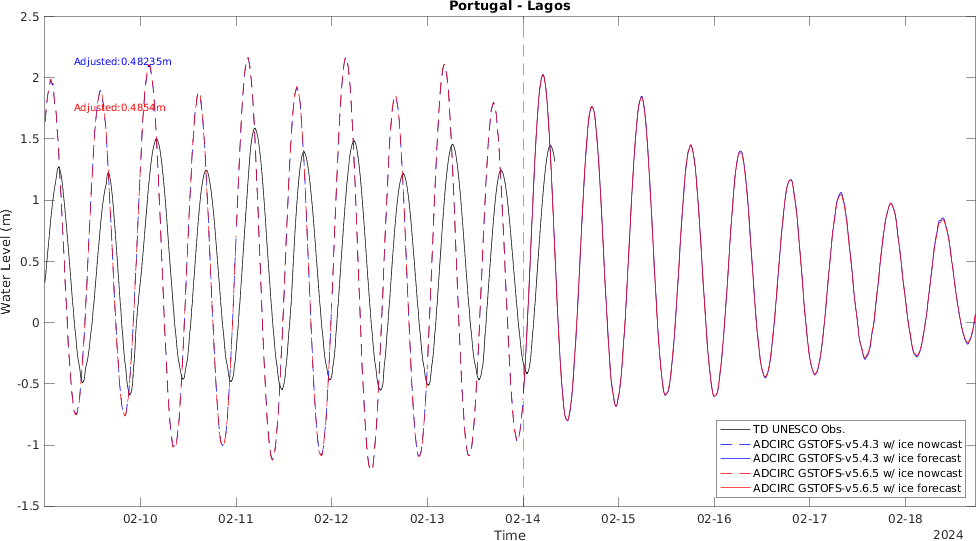 Portugal - Lagos
2.5
2
1.5
1
0.5
0
-0.5
-1
-1.5
Water Level (m)
Adjusted:0.48235m
Adjusted:0.4854m
TD UNESCO Obs.
ADCIRC GSTOFS-v5.4.3 w/ ice nowcast
ADCIRC GSTOFS-v5.4.3 w/ ice forecast
ADCIRC GSTOFS-v5.6.5 w/ ice nowcast
ADCIRC GSTOFS-v5.6.5 w/ ice forecast
02-10 02-11 02-12 02-13 02-14 02-15 02-16 02-17 02-18
Time
2024